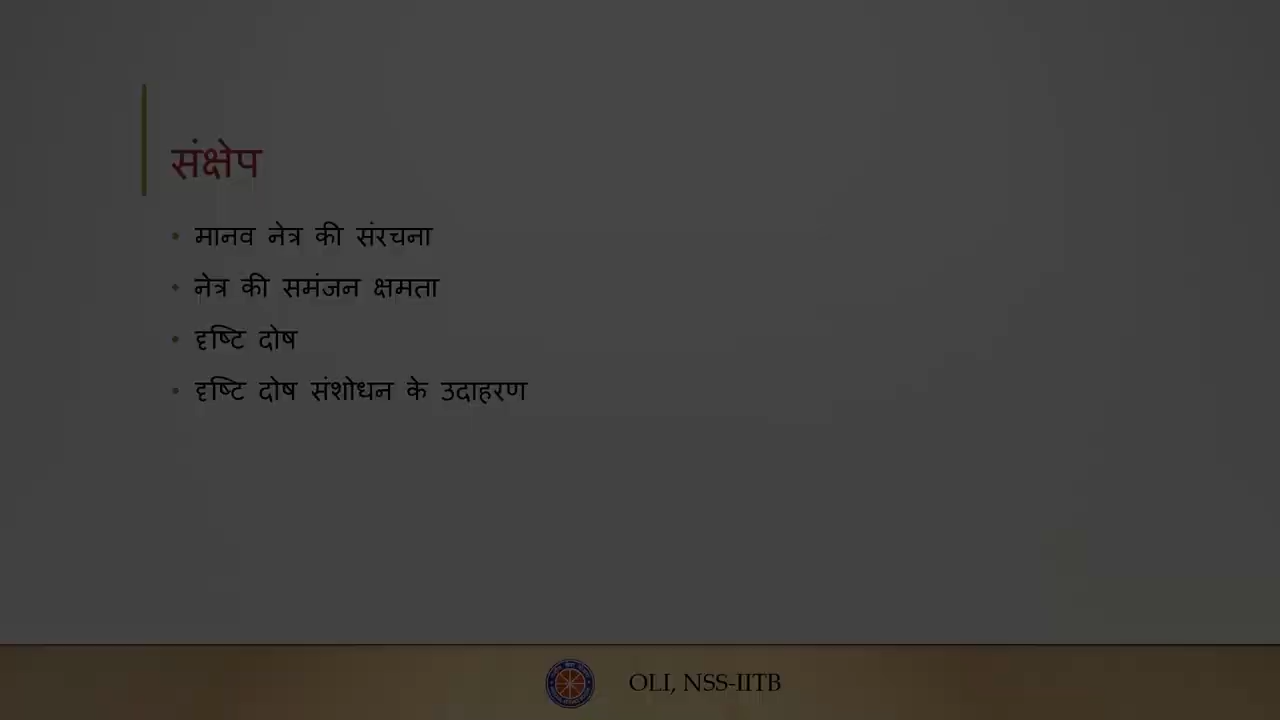 संक्षेप
• मानव नेत्र की संरचना
• नेत्र की समंजन क्षमता
• दृष्टि दोष
• दृष्टि दोष संशोधन के उदाहरण
OLI, NSS-IITB